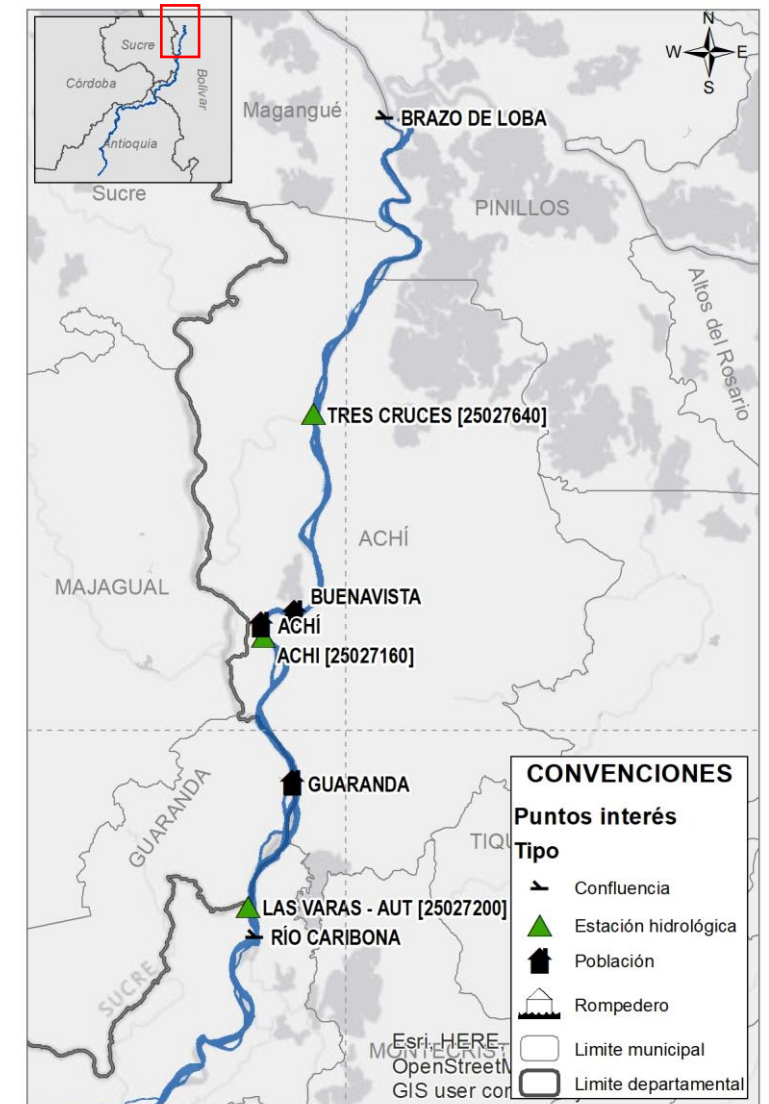 Sucre
Córdoba
Bolívar
Antioquia
N
W
E
S
Magangué
BRAZO DE LOBA
Sucre
PINILLOS
Altos del Rosario
TRES CRUCES [25027640]
ACHÍ
MAJAGUAL
BUENAVISTA
ACHÍ
ACHI [25027160]
GUARANDA
GUARANDA
LAS VARAS - AUT [25027200]
RÍO CARIBONA
SUCRE
CONVENCIONES
Puntos interés
Tipo
Confluencia
Estación hidrológica
Población
Rompedero
Limite municipal
Limite departamental
Esri, HERE,
GIS user